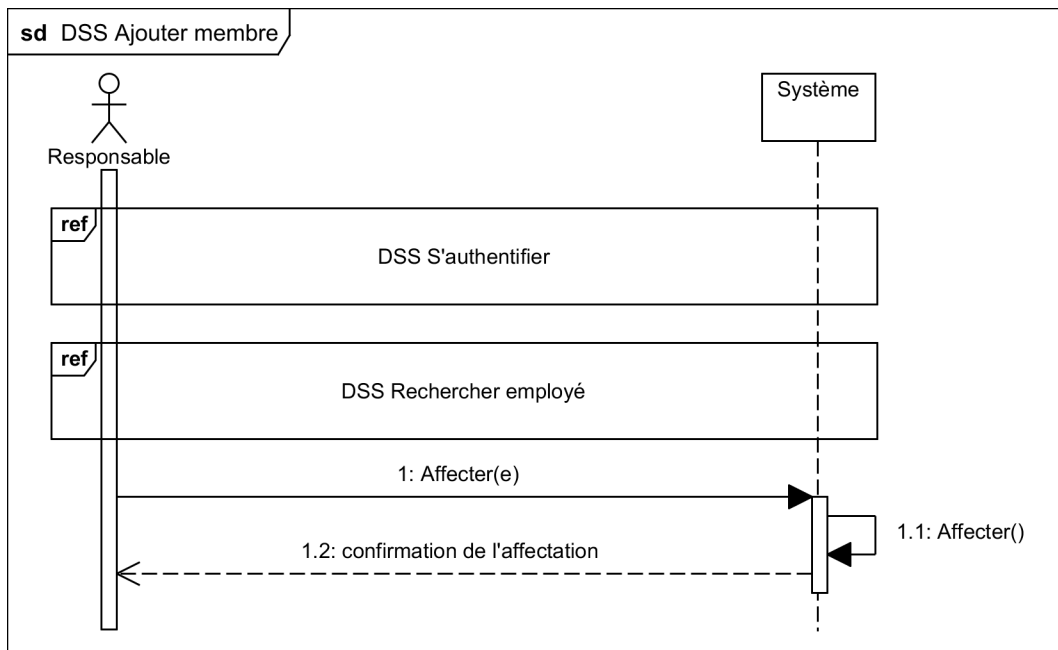 sd DSS Ajouter membre
Système
Responsable
ref
DSS S'authentifier
ref
DSS Rechercher employé
1: Affecter(e)
1.1: Affecter()
1.2: confirmation de l'affectation